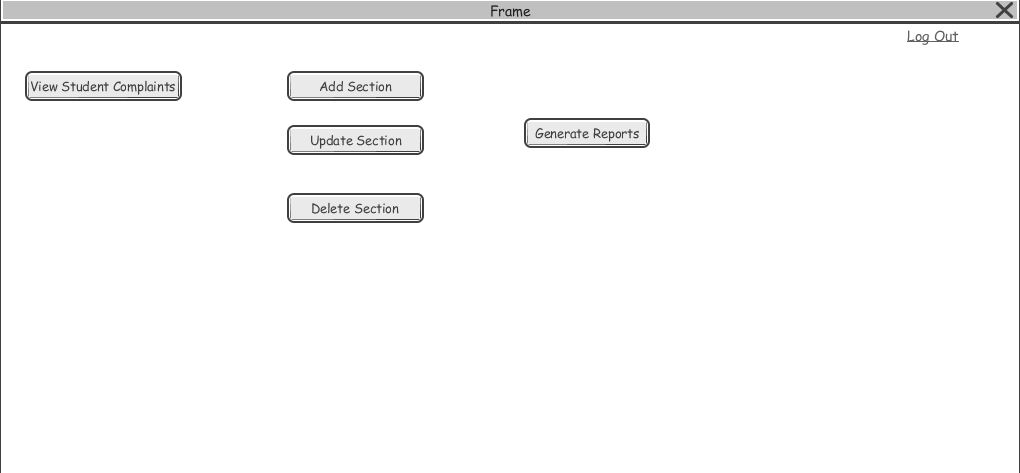 Frame
Log Out
View Student Complaints
Add Section
Update Section
Generate Reports
Delete Section